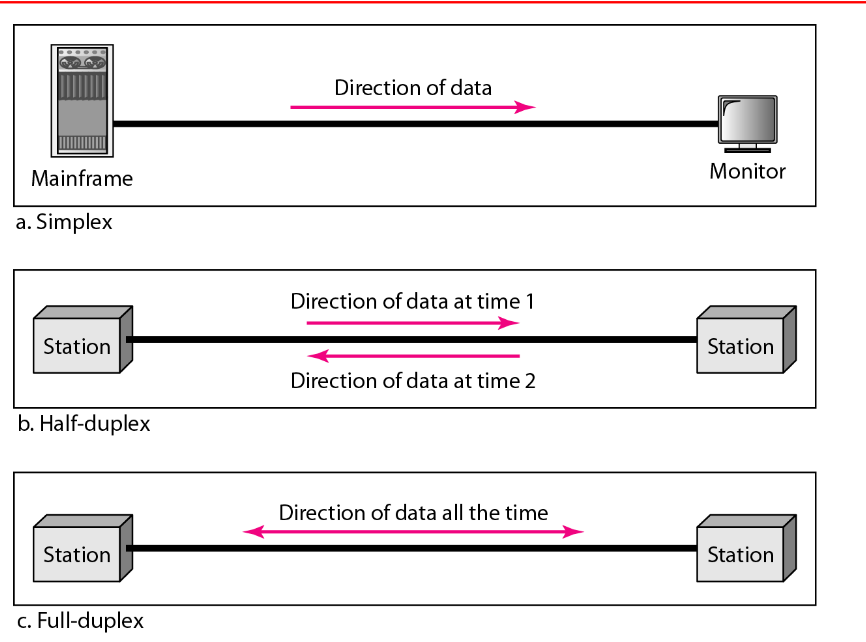 Direction of data
Mainframe
Monitor
a. Simplex
Direction of data at time 1
Station
Station
Direction of data at time 2
b. Half-duplex
Direction of data all the time
Station
Station
c. Full-duplex